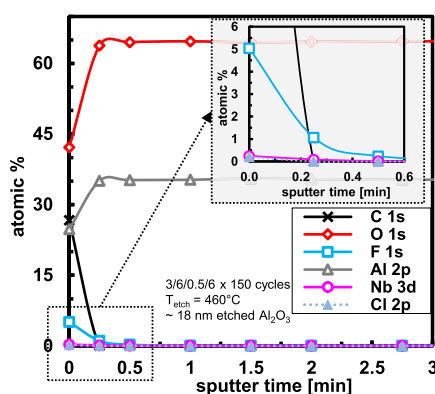 6
5
4
3
2
1
0
atomic %
0.0 0.2 0.4 0.6
sputter time [min]
60
45
30
15
0
atomic %
C 1s
O 1s
F 1s
Al 2p
Nb 3d
Cl 2p
3/6/0.5/6 x 150 cycles
T_etch = 460°C
~ 18 nm etched Al₂O₃
0 0.5 1 1.5 2 2.5 3
sputter time [min]